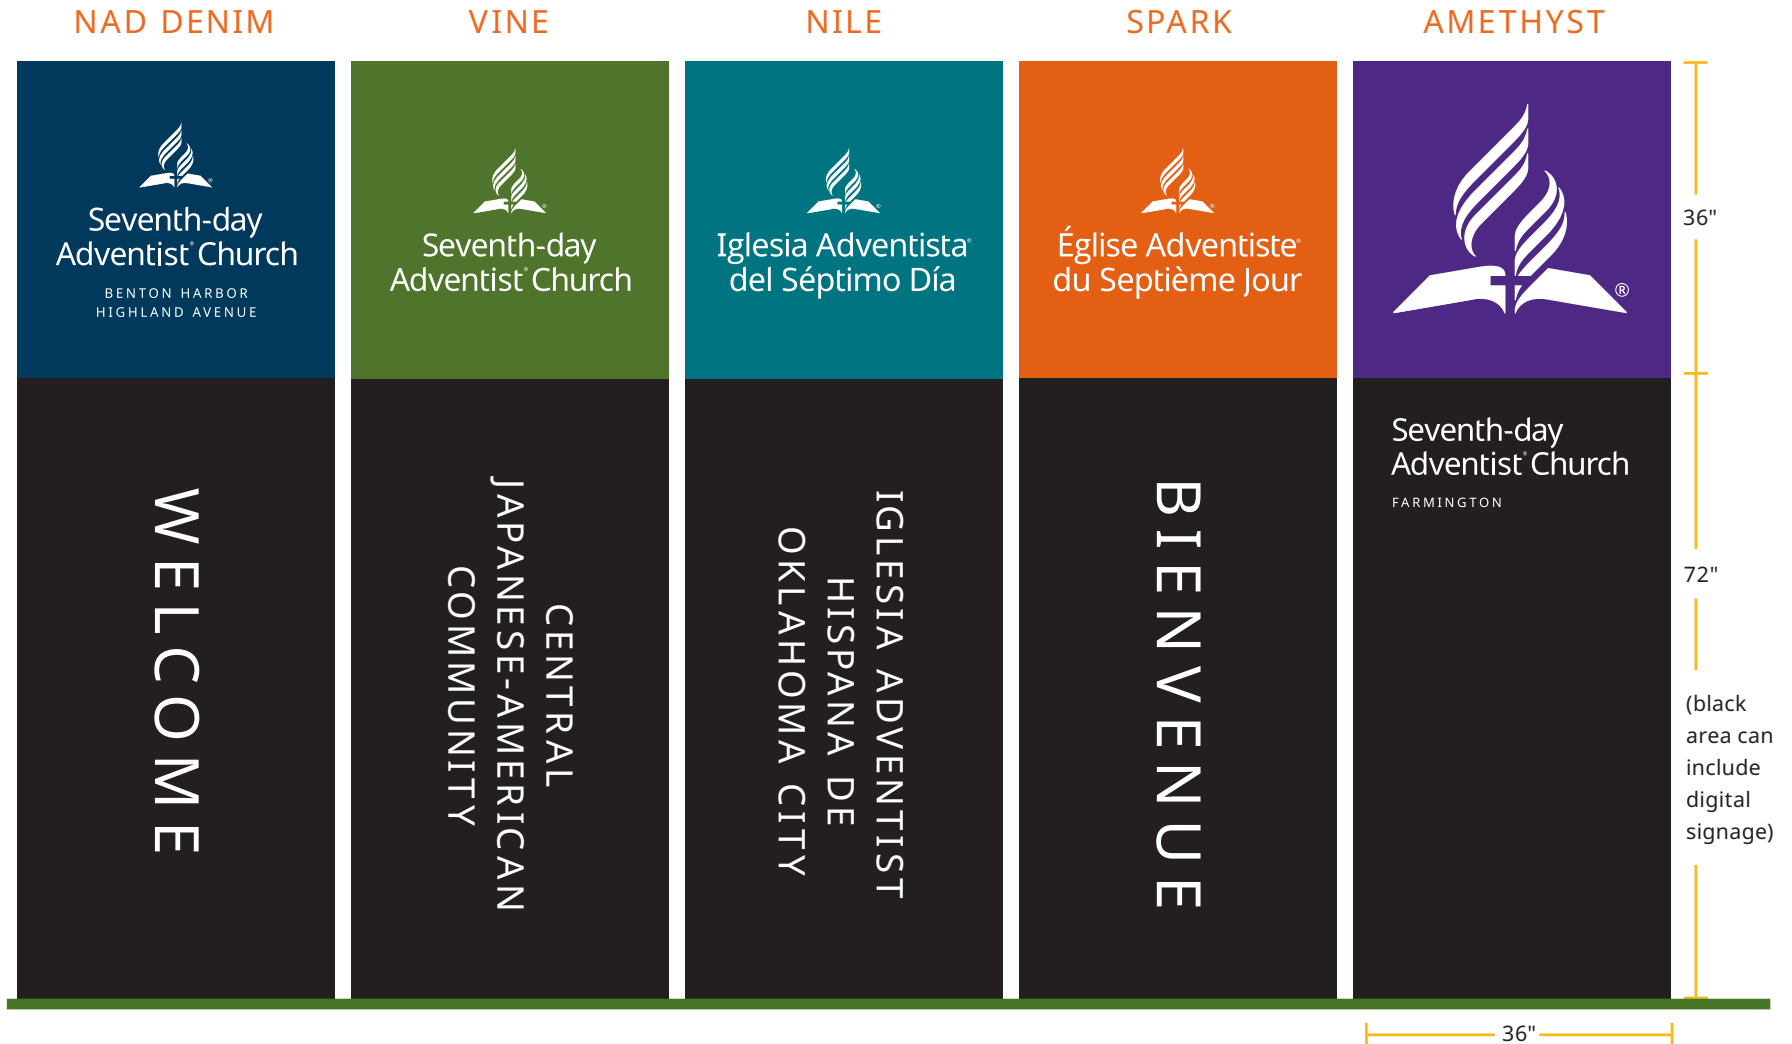 NAD DENIM
VINE
NILE
SPARK
AMETHYST
Seventh-day
Adventist® Church
BENTON HARBOR
HIGHLAND AVENUE
WELCOME
Seventh-day
Adventist® Church
CENTRAL
JAPANESE-AMERICAN
COMMUNITY
Iglesia Adventista®
del Séptimo Día
IGLESIA ADVENTIST
HISPANA DE
OKLAHOMA CITY
Église Adventiste®
du Septième Jour
BIENVENUE
®
Seventh-day
Adventist® Church
FARMINGTON
36"
72"
(black
area can
include
digital
signage)
36"